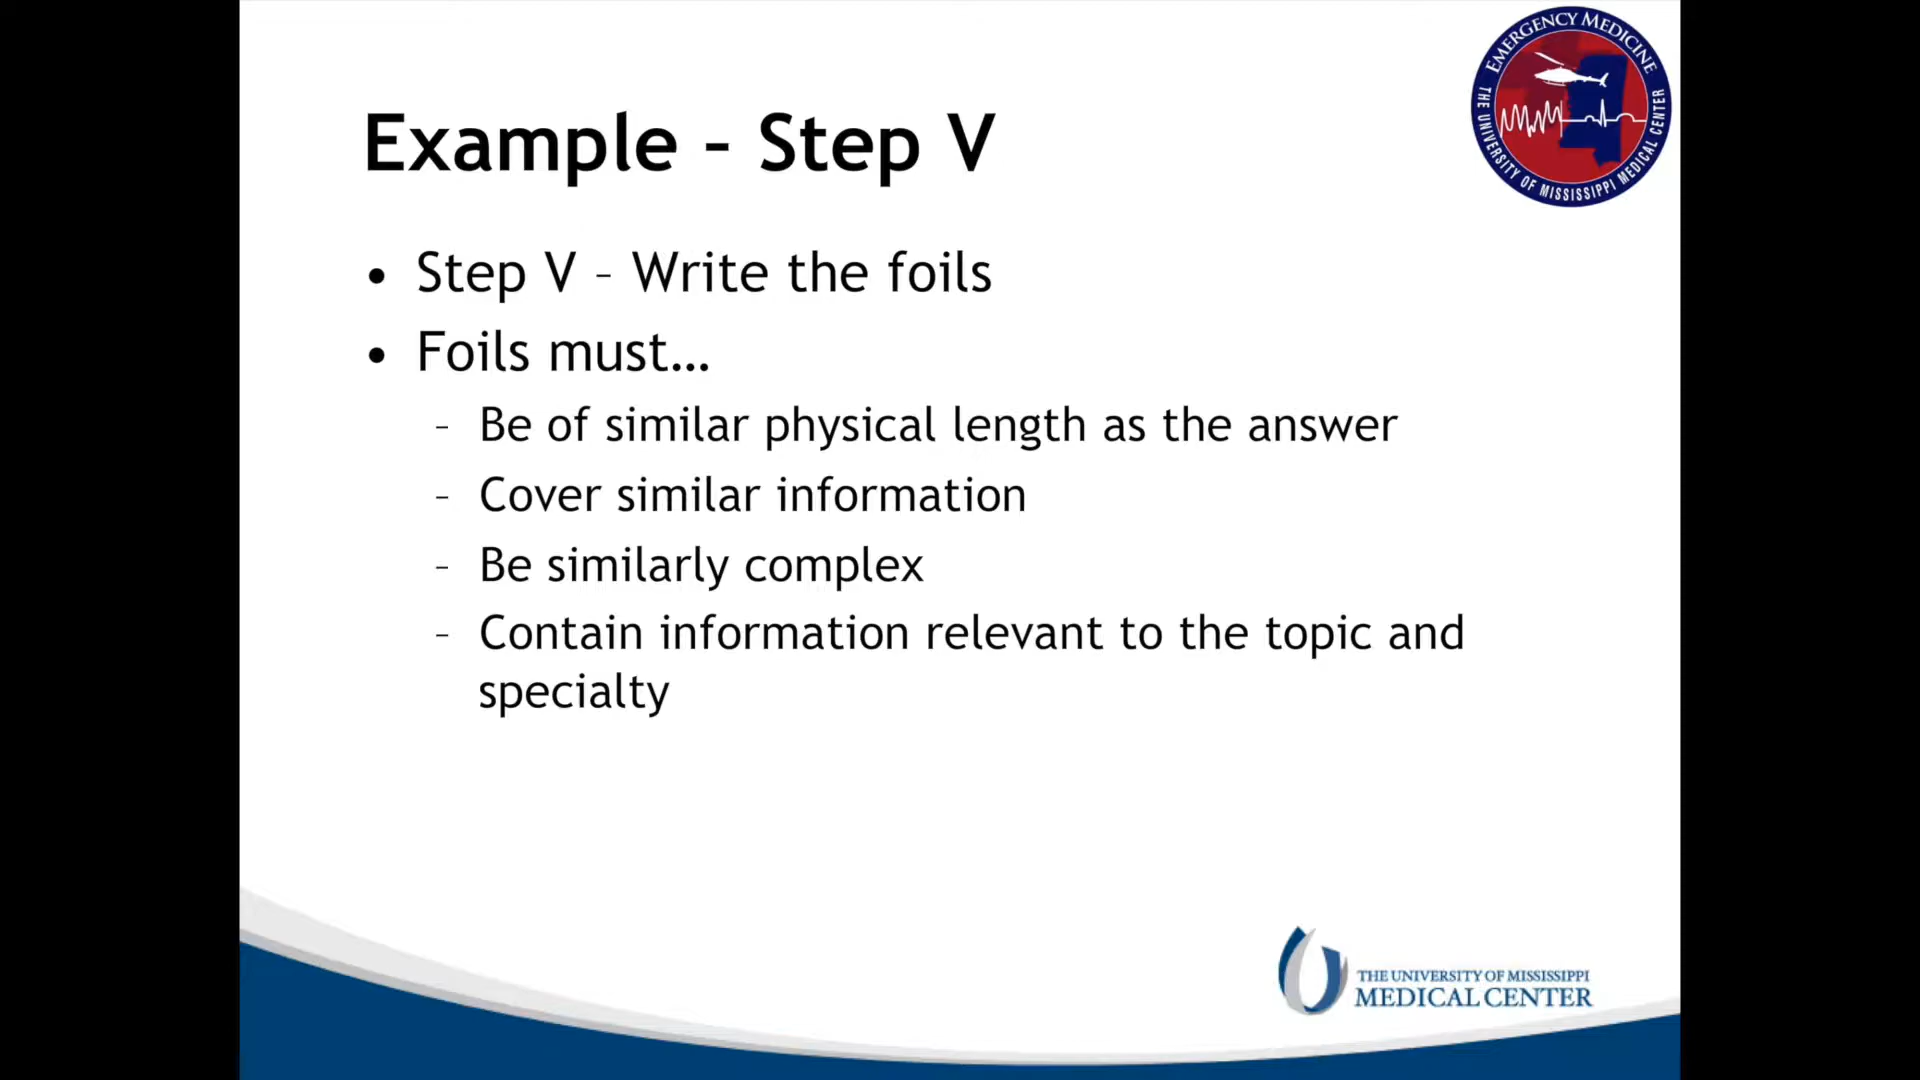 EMERGENCY MEDICINE
THE UNIVERSITY OF MISSISSIPPI MEDICAL CENTER
Example – Step V
• Step V – Write the foils
• Foils must…
– Be of similar physical length as the answer
– Cover similar information
– Be similarly complex
– Contain information relevant to the topic and
specialty
THE UNIVERSITY OF MISSISSIPPI
MEDICAL CENTER